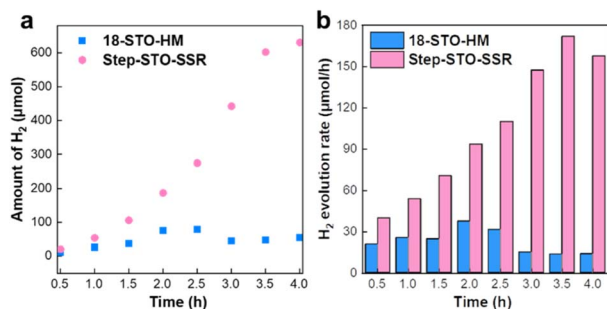 a
18-STO-HM
Step-STO-SSR
Amount of H₂ (μmol)
600
500
400
300
200
100
0
0.5 1.0 1.5 2.0 2.5 3.0 3.5 4.0
Time (h)
b
18-STO-HM
Step-STO-SSR
H₂ evolution rate (μmol/h)
180
150
120
90
60
30
0
0.5 1.0 1.5 2.0 2.5 3.0 3.5 4.0
Time (h)